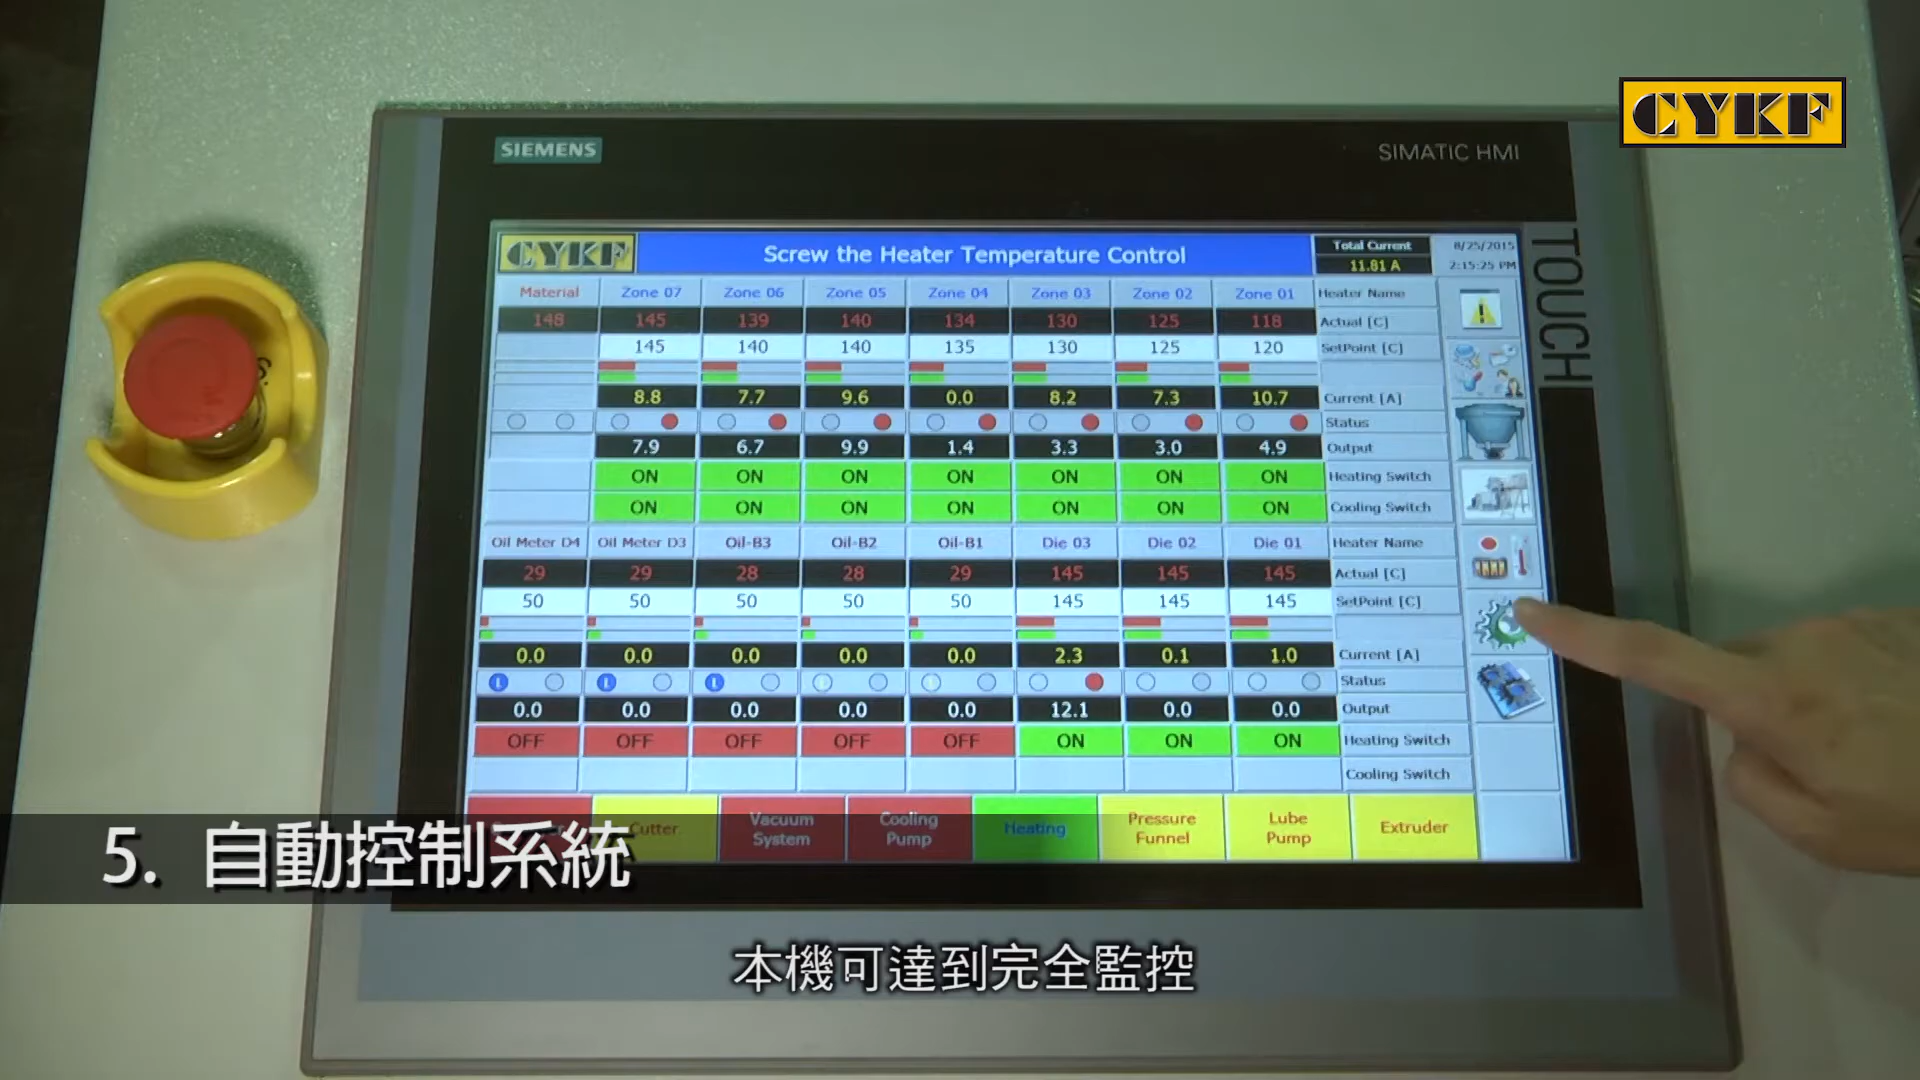 CYKF
SIEMENS
SIMATIC HMI
TOUCH
CYKF Screw the Heater Temperature Control Total Current 11.81 A 8/25/2015 2:15:25 PM
Material Zone 07 Zone 06 Zone 05 Zone 04 Zone 03 Zone 02 Zone 01 Heater Name
148 145 139 140 134 130 125 118 Actual [C]
145 140 140 135 130 125 120 SetPoint [C]
8.8 7.7 9.6 0.0 8.2 7.3 10.7 Current [A]
Status
7.9 6.7 9.9 1.4 3.3 3.0 4.9 Output
ON ON ON ON ON ON ON Heating Switch
ON ON ON ON ON ON ON Cooling Switch
Oil Meter D4 Oil Meter D3 Oil-B3 Oil-B2 Oil-B1 Die 03 Die 02 Die 01 Heater Name
29 29 28 28 29 145 145 145 Actual [C]
50 50 50 50 50 145 145 145 SetPoint [C]
0.0 0.0 0.0 0.0 0.0 2.3 0.1 1.0 Current [A]
Status
0.0 0.0 0.0 0.0 0.0 12.1 0.0 0.0 Output
OFF OFF OFF OFF OFF ON ON ON Heating Switch
Cooling Switch
Cutter Vacuum System Cooling Pump Heating Pressure Funnel Lube Pump Extruder
5. 自動控制系統
本機可達到完全監控